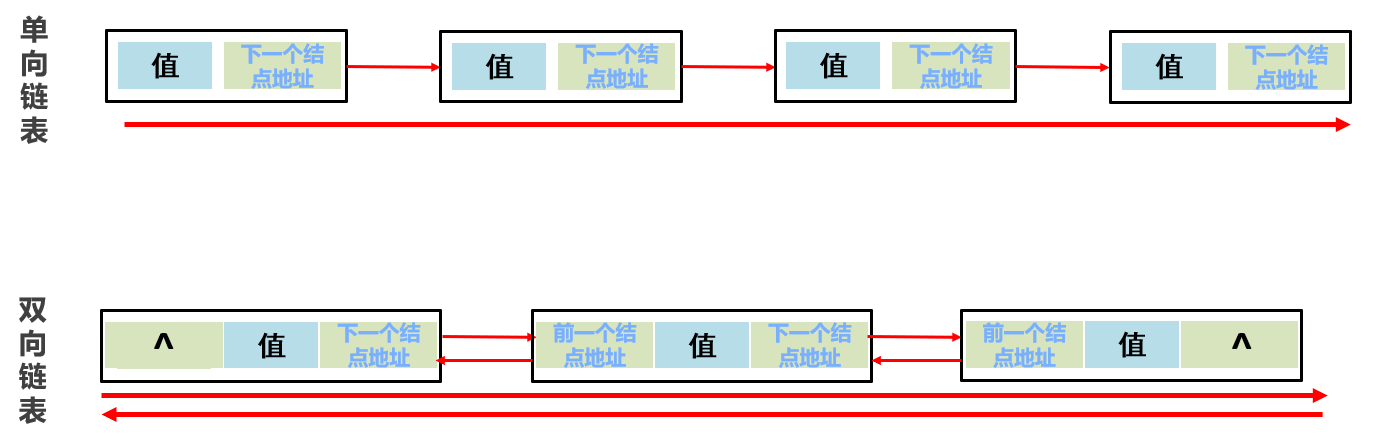 单向链表
值
下一个结
点地址
值
下一个结
点地址
值
下一个结
点地址
值
下一个结
点地址
双向链表
^
值
下一个结
点地址
前一个结
点地址
值
下一个结
点地址
前一个结
点地址
值
^